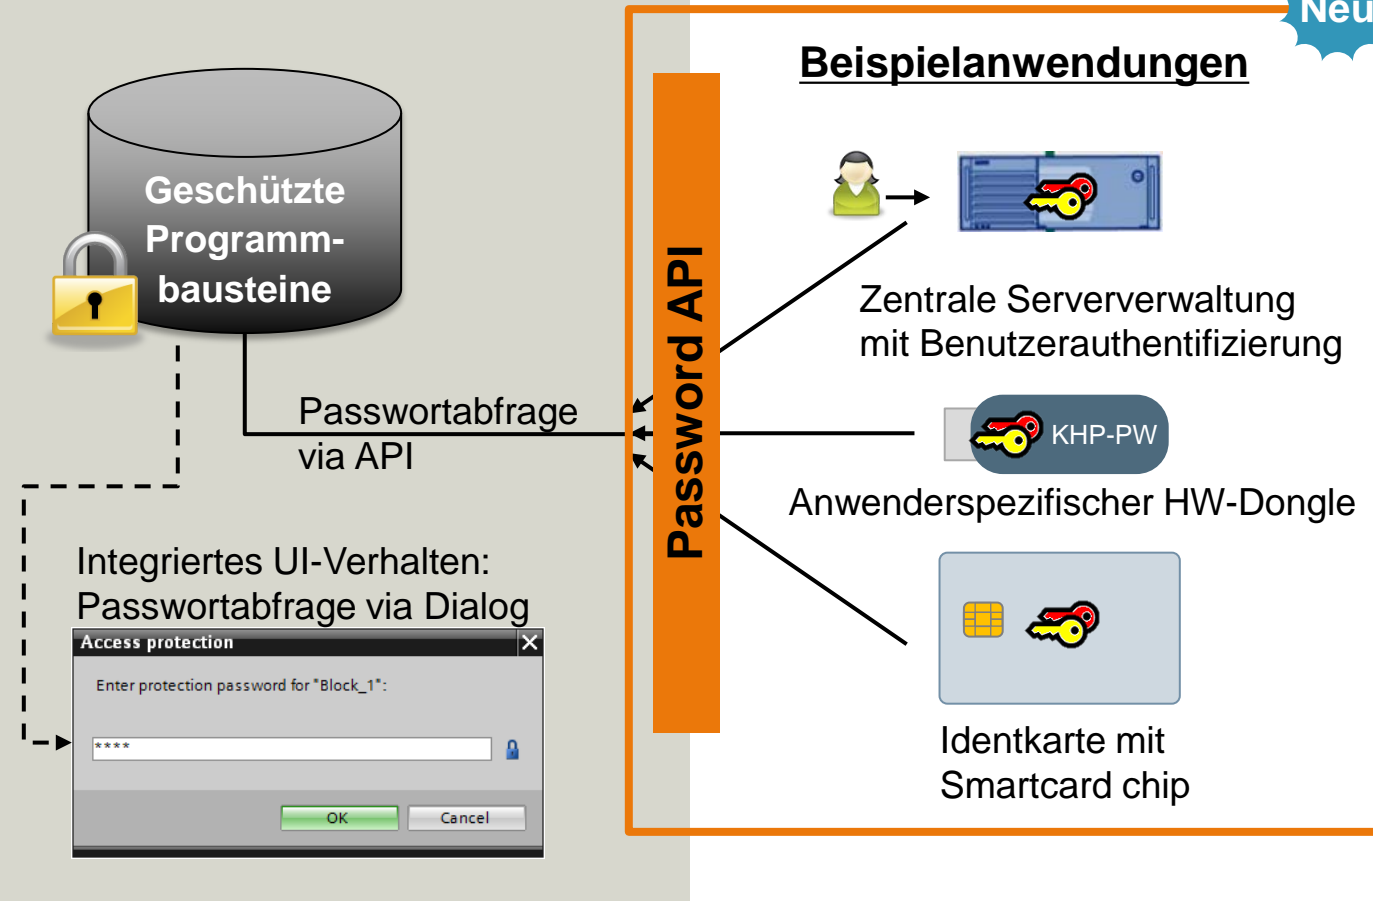 Neu
Beispielanwendungen
Geschützte
Programm-
bausteine
Password API
Zentrale Serververwaltung
mit Benutzerauthentifizierung
Passwortabfrage
via API
KHP-PW
Anwenderspezifischer HW-Dongle
Integriertes UI-Verhalten:
Passwortabfrage via Dialog
Access protection
Enter protection password for "Block_1":
****
OK Cancel
Identkarte mit
Smartcard chip